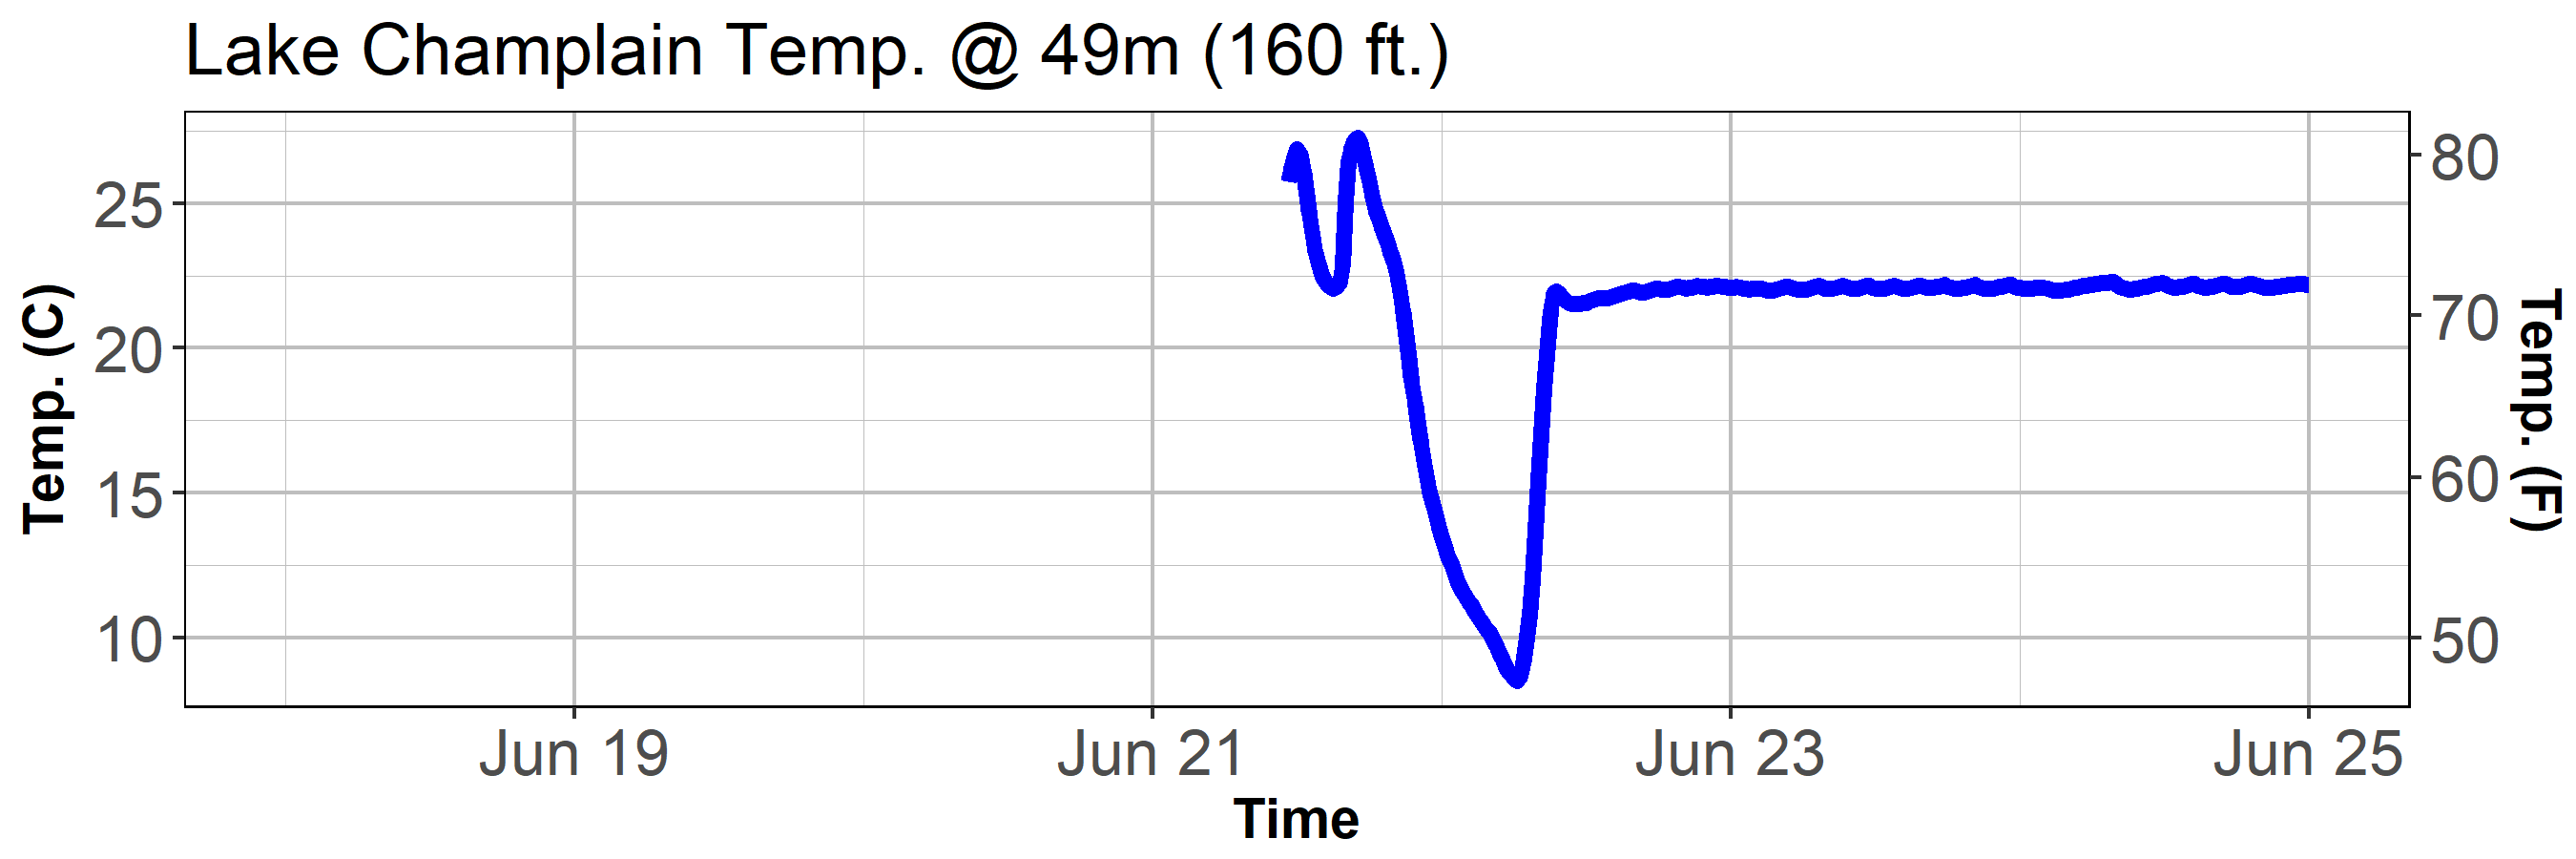 Lake Champlain Temp. @ 49m (160 ft.)
Temp. (C)
25
20
15
10
80
70
60
50
Temp. (F)
Jun 19
Jun 21
Jun 23
Jun 25
Time